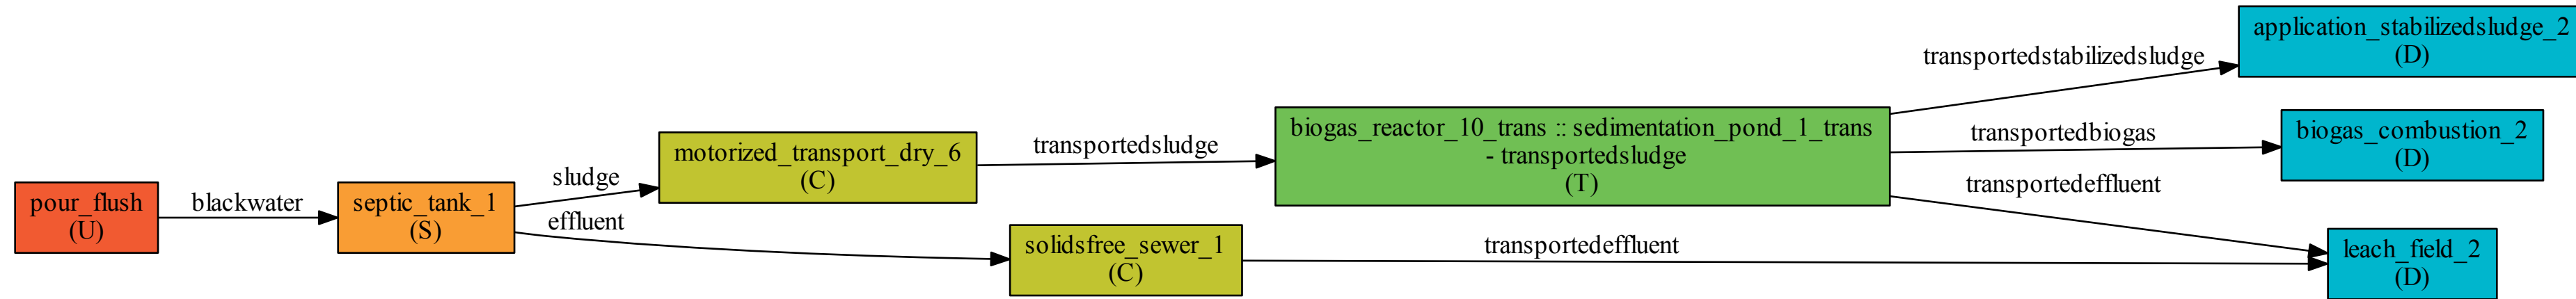 pour_flush
(U)
blackwater
septic_tank_1
(S)
sludge
effluent
motorized_transport_dry_6
(C)
solidsfree_sewer_1
(C)
transportedsludge
biogas_reactor_10_trans :: sedimentation_pond_1_trans
- transportedsludge
(T)
transportedeffluent
transportedstabilizedsludge
transportedbiogas
transportedeffluent
application_stabilizedsludge_2
(D)
biogas_combustion_2
(D)
leach_field_2
(D)